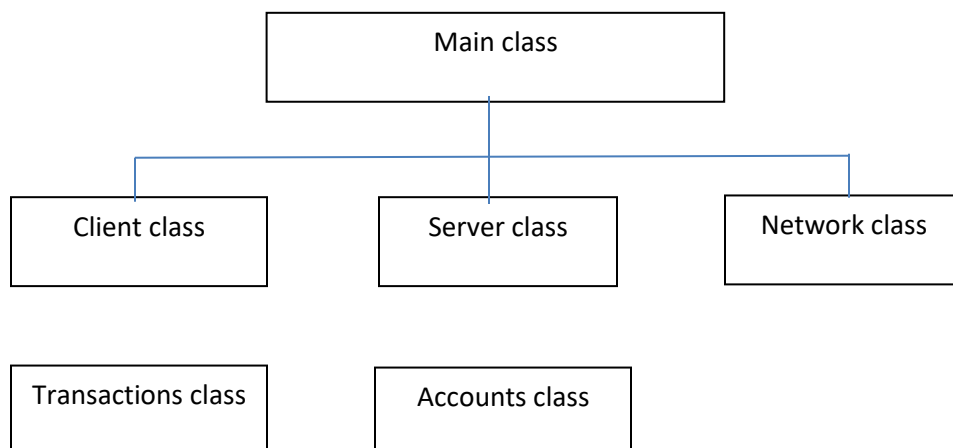 Main class
Client class
Server class
Network class
Transactions class
Accounts class